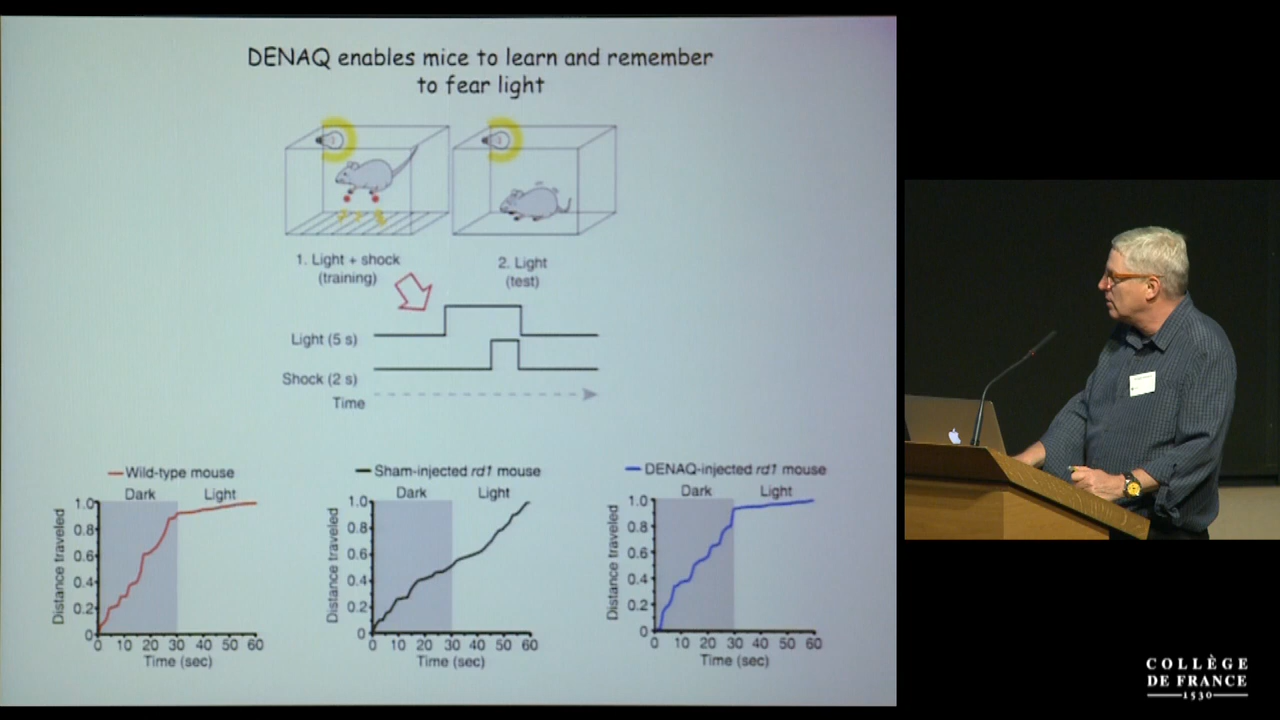 DENAQ enables mice to learn and remember
to fear light
1. Light + shock
(training)
2. Light
(test)
Light (5 s)
Shock (2 s)
Time
Wild-type mouse
Dark
Light
Distance traveled
1.0
0.8
0.6
0.4
0.2
0
0 10 20 30 40 50 60
Time (sec)
Sham-injected rd1 mouse
Dark
Light
Distance traveled
1.0
0.8
0.6
0.4
0.2
0
0 10 20 30 40 50 60
Time (sec)
DENAQ-injected rd1 mouse
Dark
Light
Distance traveled
1.0
0.8
0.6
0.4
0.2
0
0 10 20 30 40 50 60
Time (sec)
COLLÈGE
DE FRANCE
1530